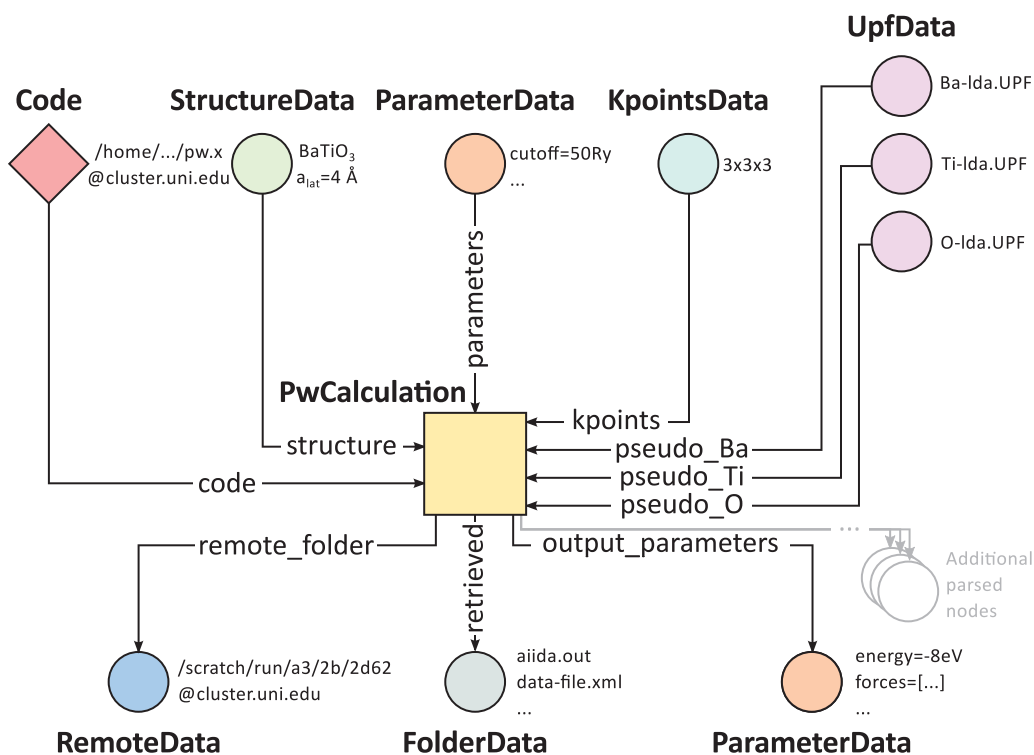 UpfData
Ba-lda.UPF
Code
StructureData
ParameterData
KpointsData
/home/.../pw.x
@cluster.uni.edu
BaTiO₃
aₗₐₜ=4 Å
cutoff=50Ry
...
3x3x3
Ti-lda.UPF
O-lda.UPF
parameters
PwCalculation
kpoints
structure
pseudo_Ba
pseudo_Ti
code
pseudo_O
remote_folder
retrieved
output_parameters
...
Additional
parsed
nodes
/scratch/run/a3/2b/2d62
@cluster.uni.edu
aiida.out
data-file.xml
...
energy=-8eV
forces=[...]
...
RemoteData
FolderData
ParameterData